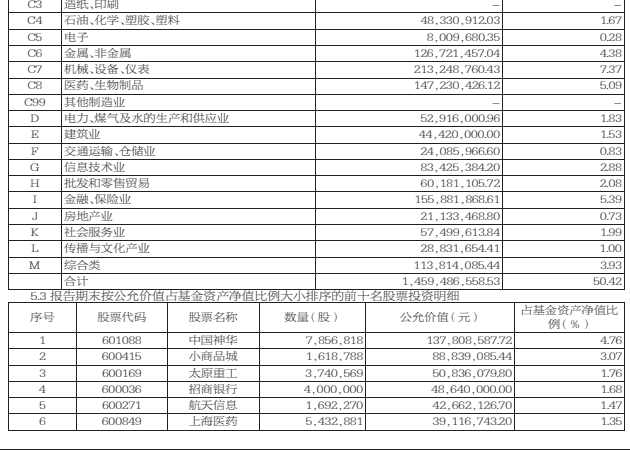 C3 造纸、印刷 – –
C4 石油、化学、塑胶、塑料 48,330,912.03 1.67
C5 电子 8,009,680.35 0.28
C6 金属、非金属 126,721,457.04 4.38
C7 机械、设备、仪表 213,248,760.43 7.37
C8 医药、生物制品 147,230,426.12 5.09
C99 其他制造业 – –
D 电力、煤气及水的生产和供应业 52,916,000.96 1.83
E 建筑业 44,420,000.00 1.53
F 交通运输、仓储业 24,085,966.60 0.83
G 信息技术业 83,425,384.20 2.88
H 批发和零售贸易 60,181,105.72 2.08
I 金融、保险业 155,881,868.61 5.39
J 房地产业 21,133,468.80 0.73
K 社会服务业 57,499,613.84 1.99
L 传播与文化产业 28,831,654.41 1.00
M 综合类 113,814,085.44 3.93
合计 1,459,486,558.53 50.42
5.3 报告期末按公允价值占基金资产净值比例大小排序的前十名股票投资明细
序号 股票代码 股票名称 数量(股) 公允价值(元) 占基金资产净值比
例(%)
1 601088 中国神华 7,856,818 137,808,587.72 4.76
2 600415 小商品城 1,618,788 88,839,085.44 3.07
3 600169 太原重工 3,740,569 50,836,079.80 1.76
4 600036 招商银行 4,000,000 48,640,000.00 1.68
5 600271 航天信息 1,692,270 42,662,126.70 1.47
6 600849 上海医药 5,432,881 39,116,743.20 1.35